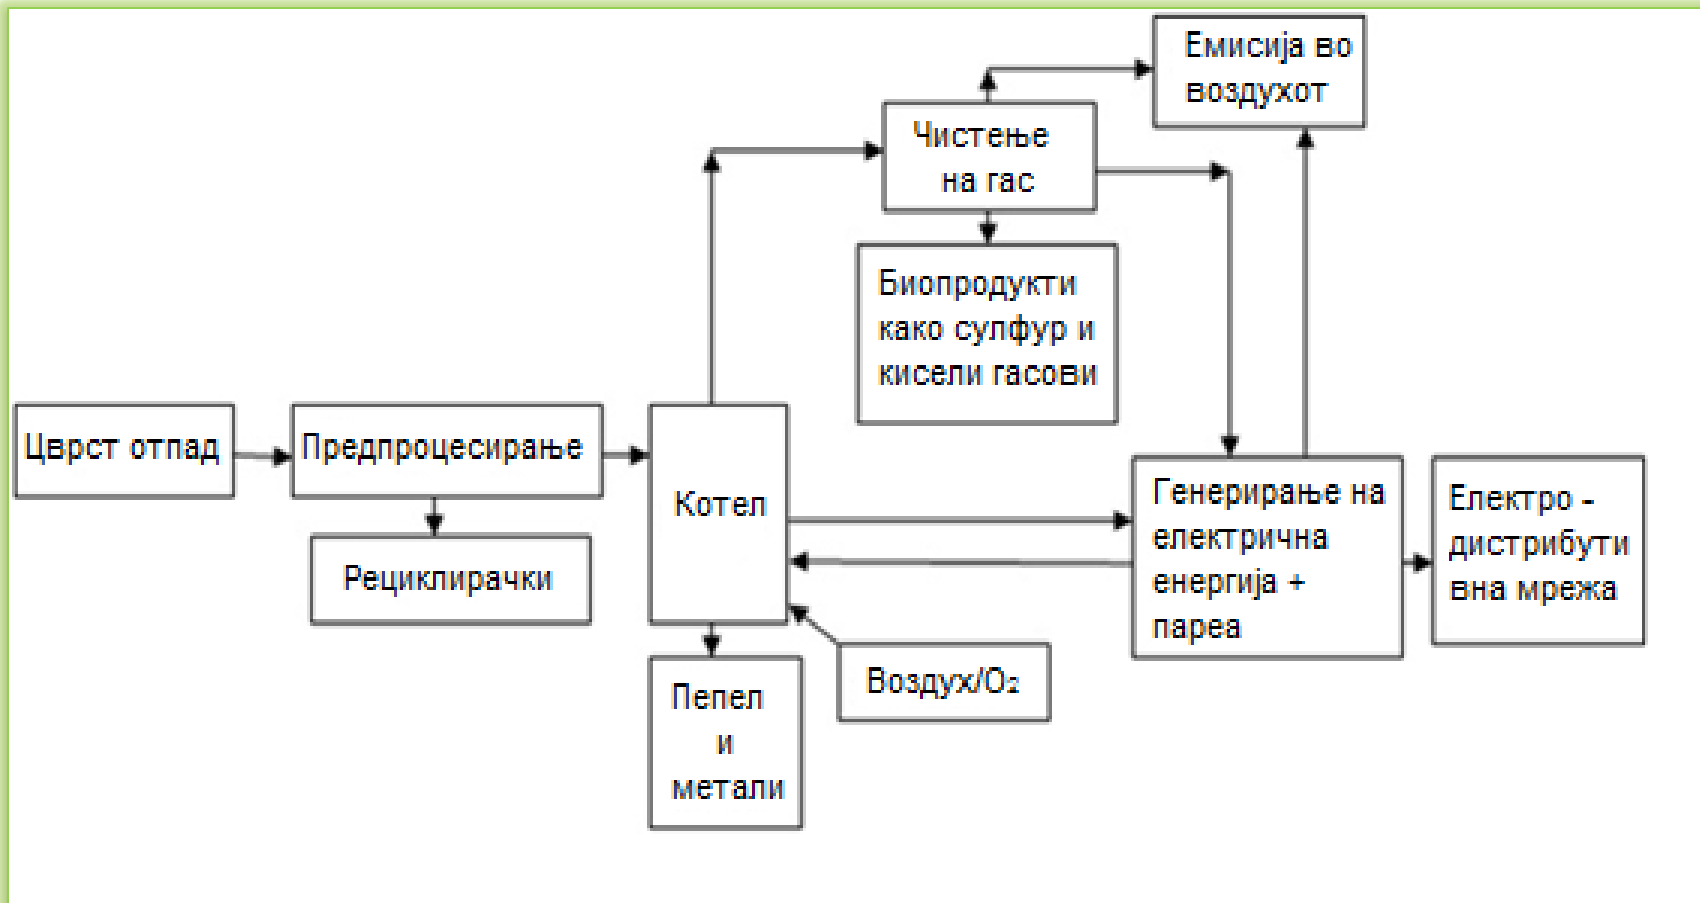 Емисија во
воздухот
Чистење
на гас
Биопродукти
како сулфур и
кисели гасови
Цврст отпад
Предпроцесирање
Рециклирачки
Котел
Пепел
и
метали
Воздух/O₂
Генерирање на
електрична
енергија +
пареа
Електро -
дистрибути
вна мрежа